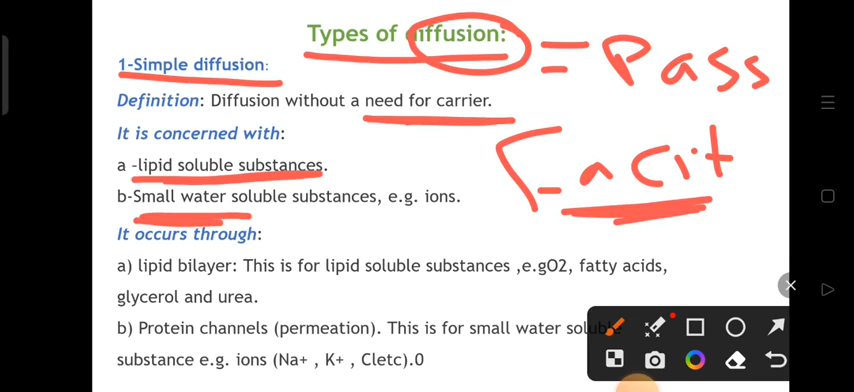 Types of diffusion:
= Pass
1-Simple diffusion:
Definition: Diffusion without a need for carrier.
It is concerned with:
Facit
a -lipid soluble substances.
b-Small water soluble substances, e.g. ions.
It occurs through:
a) lipid bilayer: This is for lipid soluble substances ,e.gO2, fatty acids,
glycerol and urea.
b) Protein channels (permeation). This is for small water soluble
substance e.g. ions (Na+ , K+ , Cletc).0